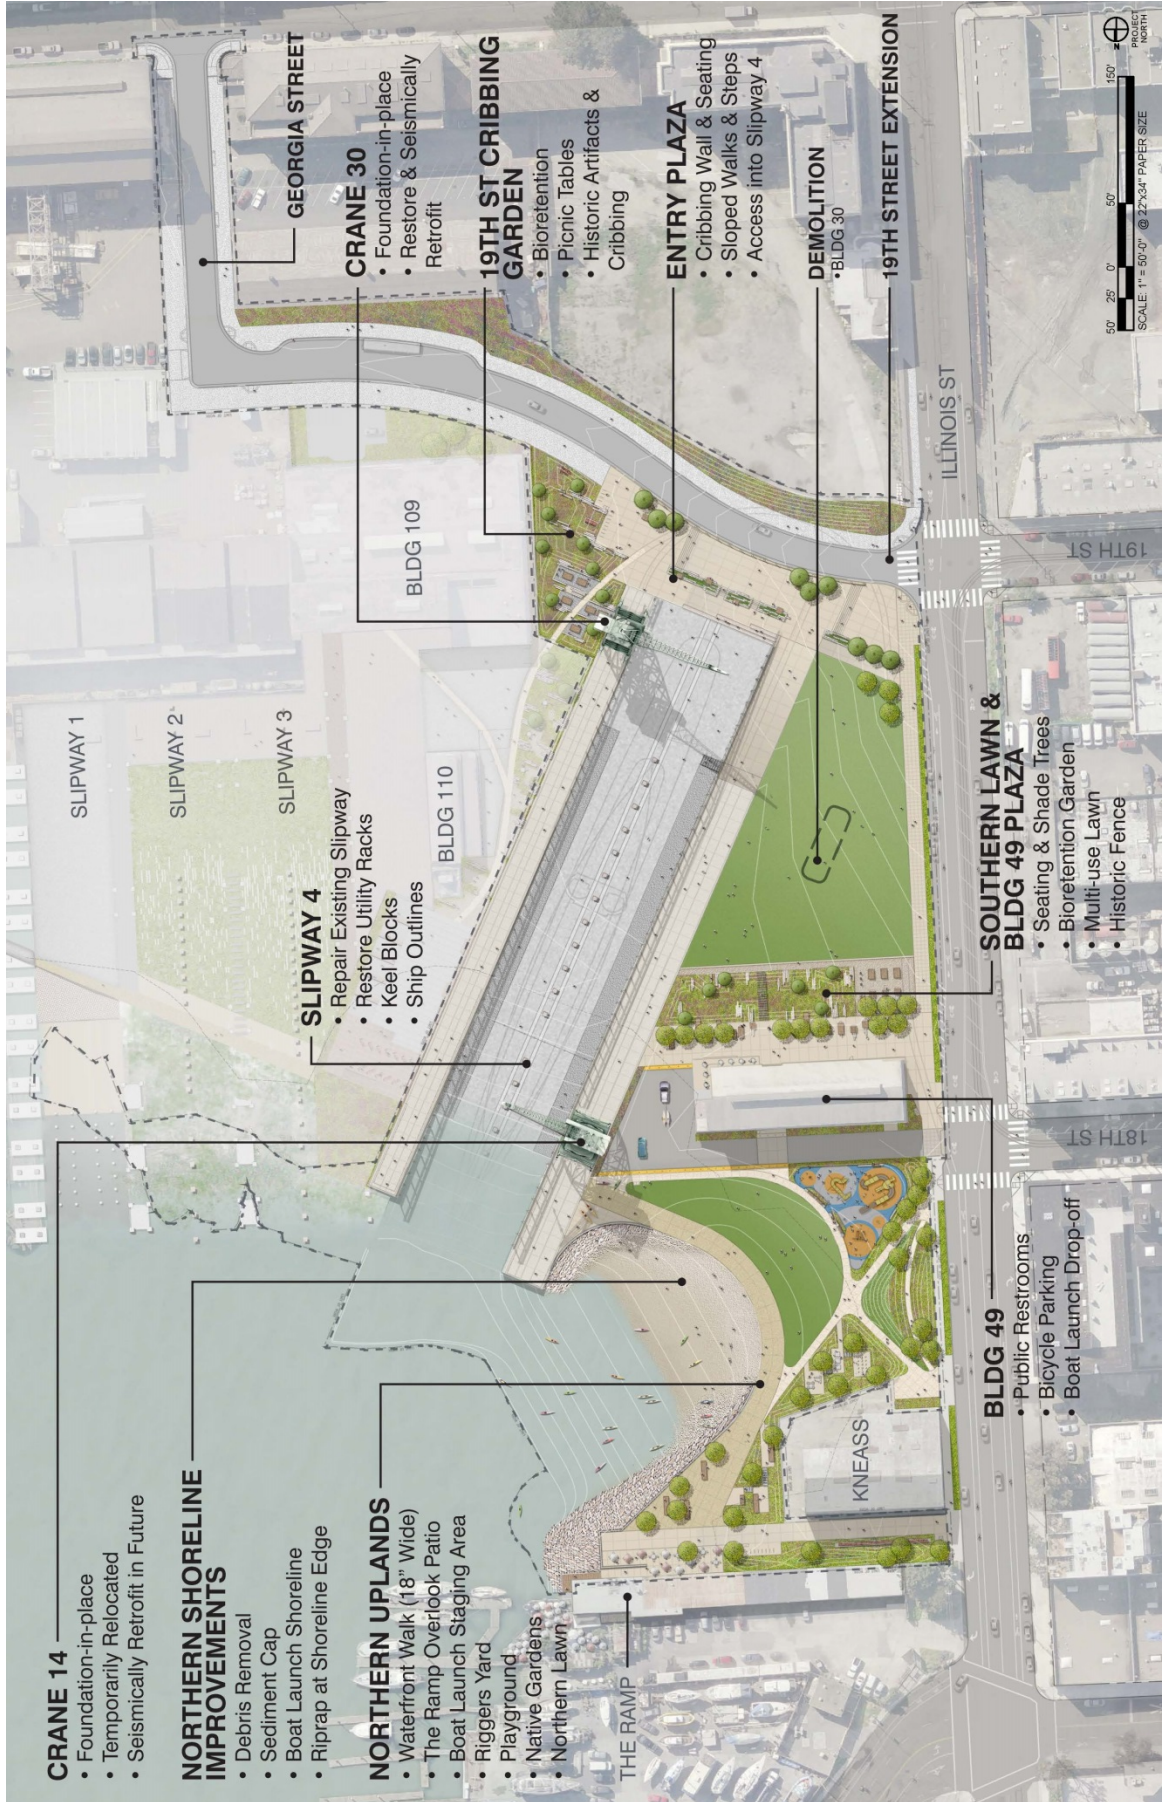 CRANE 14
• Foundation-in-place
• Temporarily Relocated
• Seismically Retrofit in Future
NORTHERN SHORELINE
IMPROVEMENTS
• Debris Removal
• Sediment Cap
• Boat Launch Shoreline
• Riprap at Shoreline Edge
NORTHERN UPLANDS
• Waterfront Walk (18" Wide)
• The Ramp Overlook Patio
• Boat Launch Staging Area
• Riggers Yard
• Playground
• Native Gardens
• Northern Lawn
THE RAMP
KNEASS
SLIPWAY 4
• Repair Existing Slipway
• Restore Utility Racks
• Keel Blocks
• Ship Outlines
SLIPWAY 1
SLIPWAY 2
SLIPWAY 3
BLDG 110
BLDG 109
BLDG 49
• Public Restrooms
• Bicycle Parking
• Boat Launch Drop-off
18TH ST
SOUTHERN LAWN &
BLDG 49 PLAZA
• Seating & Shade Trees
• Bioretention Garden
• Multi-use Lawn
• Historic Fence
GEORGIA STREET
CRANE 30
• Foundation-in-place
• Restore & Seismically
Retrofit
19TH ST CRIBBING
GARDEN
• Bioretention
• Picnic Tables
• Historic Artifacts &
Cribbing
ENTRY PLAZA
• Cribbing Wall & Seating
• Sloped Walks & Steps
• Access into Slipway 4
DEMOLITION
• BLDG 30
19TH STREET EXTENSION
ILLINOIS ST
19TH ST
50' 25' 0' 50' 150'
SCALE: 1" = 50'-0" @ 22"x34" PAPER SIZE
N
PROJECT
NORTH